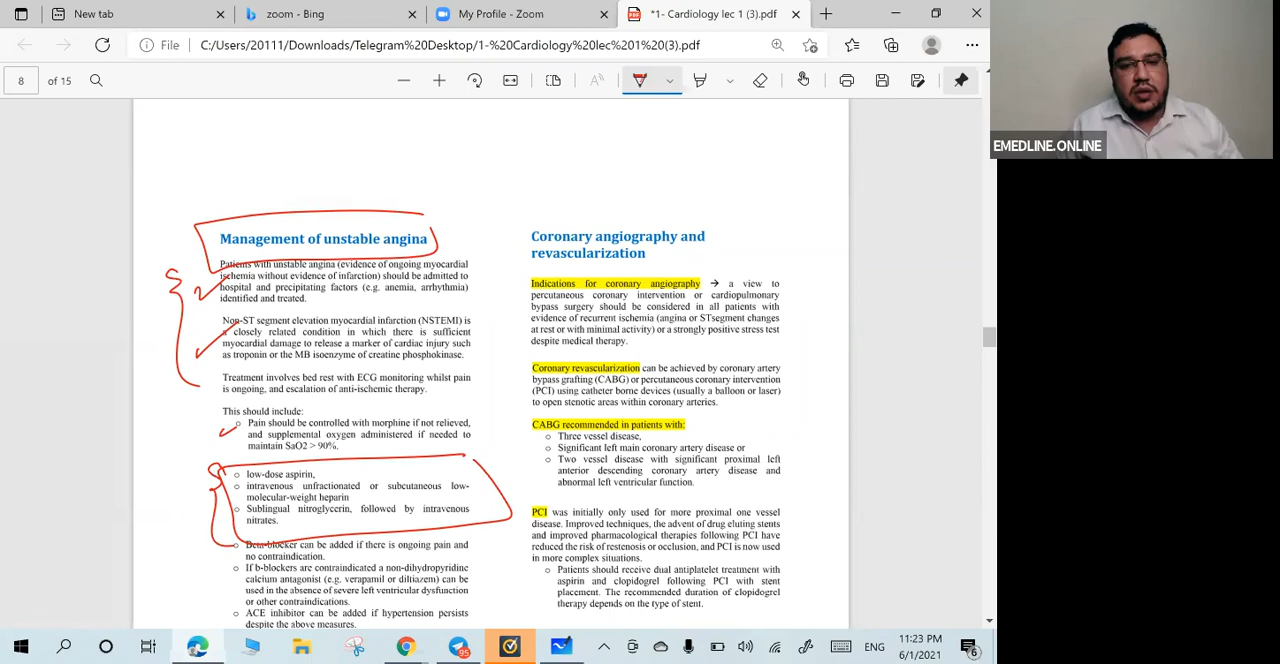 New tab
zoom - Bing
My Profile - Zoom
*1- Cardiology lec 1 (3).pdf
File
C:/Users/20111/Downloads/Telegram%20Desktop/1-%20Cardiology%20lec%201%20(3).pdf
8 of 15
EMEDLINE.ONLINE
Management of unstable angina
Patients with unstable angina (evidence of ongoing myocardial
ischemia without evidence of infarction) should be admitted to
hospital and precipitating factors (e.g. anemia, arrhythmia)
identified and treated.
Non-ST segment elevation myocardial infarction (NSTEMI) is
a closely related condition in which there is sufficient
myocardial damage to release a marker of cardiac injury such
as troponin or the MB isoenzyme of creatine phosphokinase.
Treatment involves bed rest with ECG monitoring whilst pain
is ongoing, and escalation of anti-ischemic therapy.
This should include:
o Pain should be controlled with morphine if not relieved,
and supplemental oxygen administered if needed to
maintain SaO2 > 90%.
o low-dose aspirin,
o intravenous unfractionated or subcutaneous low-
molecular-weight heparin
o Sublingual nitroglycerin, followed by intravenous
nitrates.
o Beta-blocker can be added if there is ongoing pain and
no contraindication.
o If b-blockers are contraindicated a non-dihydropyridine
calcium antagonist (e.g. verapamil or diltiazem) can be
used in the absence of severe left ventricular dysfunction
or other contraindications.
o ACE inhibitor can be added if hypertension persists
despite the above measures.
Coronary angiography and
revascularization
Indications for coronary angiography → a view to
percutaneous coronary intervention or cardiopulmonary
bypass surgery should be considered in all patients with
evidence of recurrent ischemia (angina or STsegment changes
at rest or with minimal activity) or a strongly positive stress test
despite medical therapy.
Coronary revascularization can be achieved by coronary artery
bypass grafting (CABG) or percutaneous coronary intervention
(PCI) using catheter borne devices (usually a balloon or laser)
to open stenotic areas within coronary arteries.
CABG recommended in patients with:
o Three vessel disease,
o Significant left main coronary artery disease or
o Two vessel disease with significant proximal left
anterior descending coronary artery disease and
abnormal left ventricular function.
PCI was initially only used for more proximal one vessel
disease. Improved techniques, the advent of drug eluting stents
and improved pharmacological therapies following PCI have
reduced the risk of restenosis or occlusion, and PCI is now used
in more complex situations.
o Patients should receive dual antiplatelet treatment with
aspirin and clopidogrel following PCI with stent
placement. The recommended duration of clopidogrel
therapy depends on the type of stent.
95
ENG
11:23 PM
6/1/2021
6